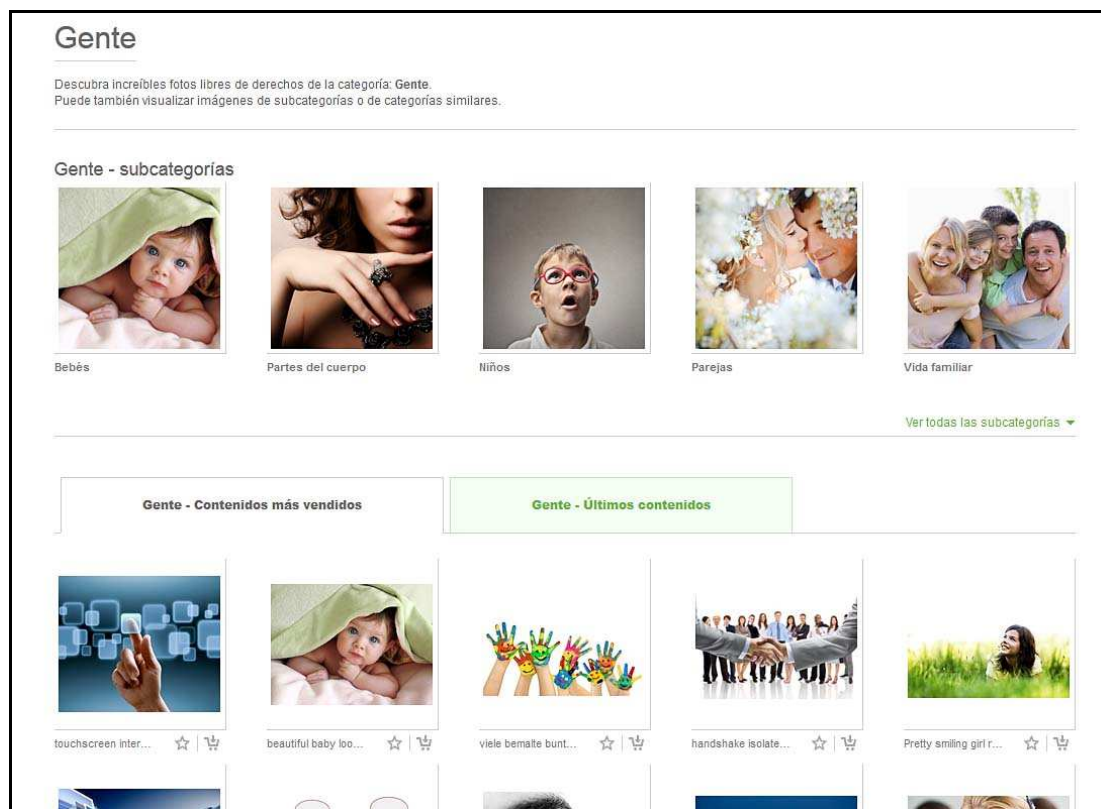 Gente
Descubra increíbles fotos libres de derechos de la categoría: Gente.
Puede también visualizar imágenes de subcategorías o de categorías similares.
Gente - subcategorías
Bebés
Partes del cuerpo
Niños
Parejas
Vida familiar
Ver todas las subcategorías
Gente - Contenidos más vendidos
Gente - Últimos contenidos
touchscreen inter...
beautiful baby loo...
viele bemalte bunt...
handshake isolate...
Pretty smiling girl r...